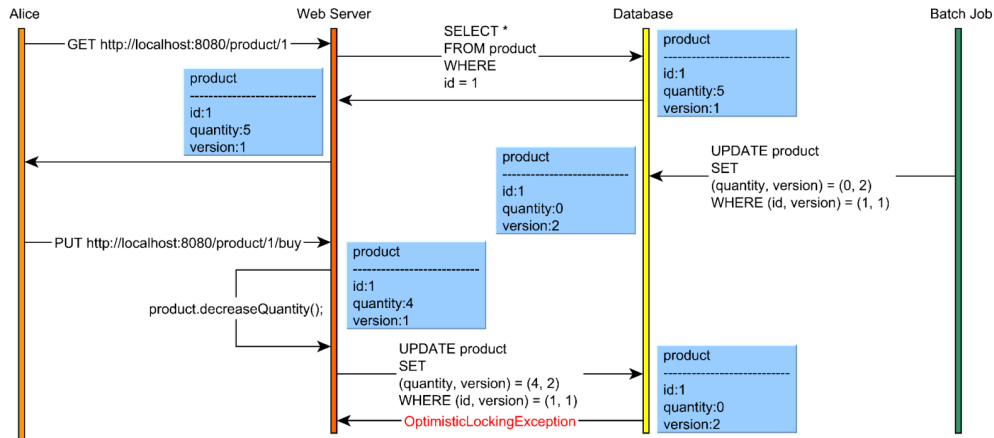 Alice
Web Server
Database
Batch Job
GET http://localhost:8080/product/1
SELECT *
FROM product
WHERE
id = 1
product
---------------------------
id:1
quantity:5
version:1
product
---------------------------
id:1
quantity:5
version:1
UPDATE product
SET
(quantity, version) = (0, 2)
WHERE (id, version) = (1, 1)
product
---------------------------
id:1
quantity:0
version:2
PUT http://localhost:8080/product/1/buy
product
---------------------------
id:1
quantity:4
version:1
product.decreaseQuantity();
UPDATE product
SET
(quantity, version) = (4, 2)
WHERE (id, version) = (1, 1)
OptimisticLockingException
product
---------------------------
id:1
quantity:0
version:2